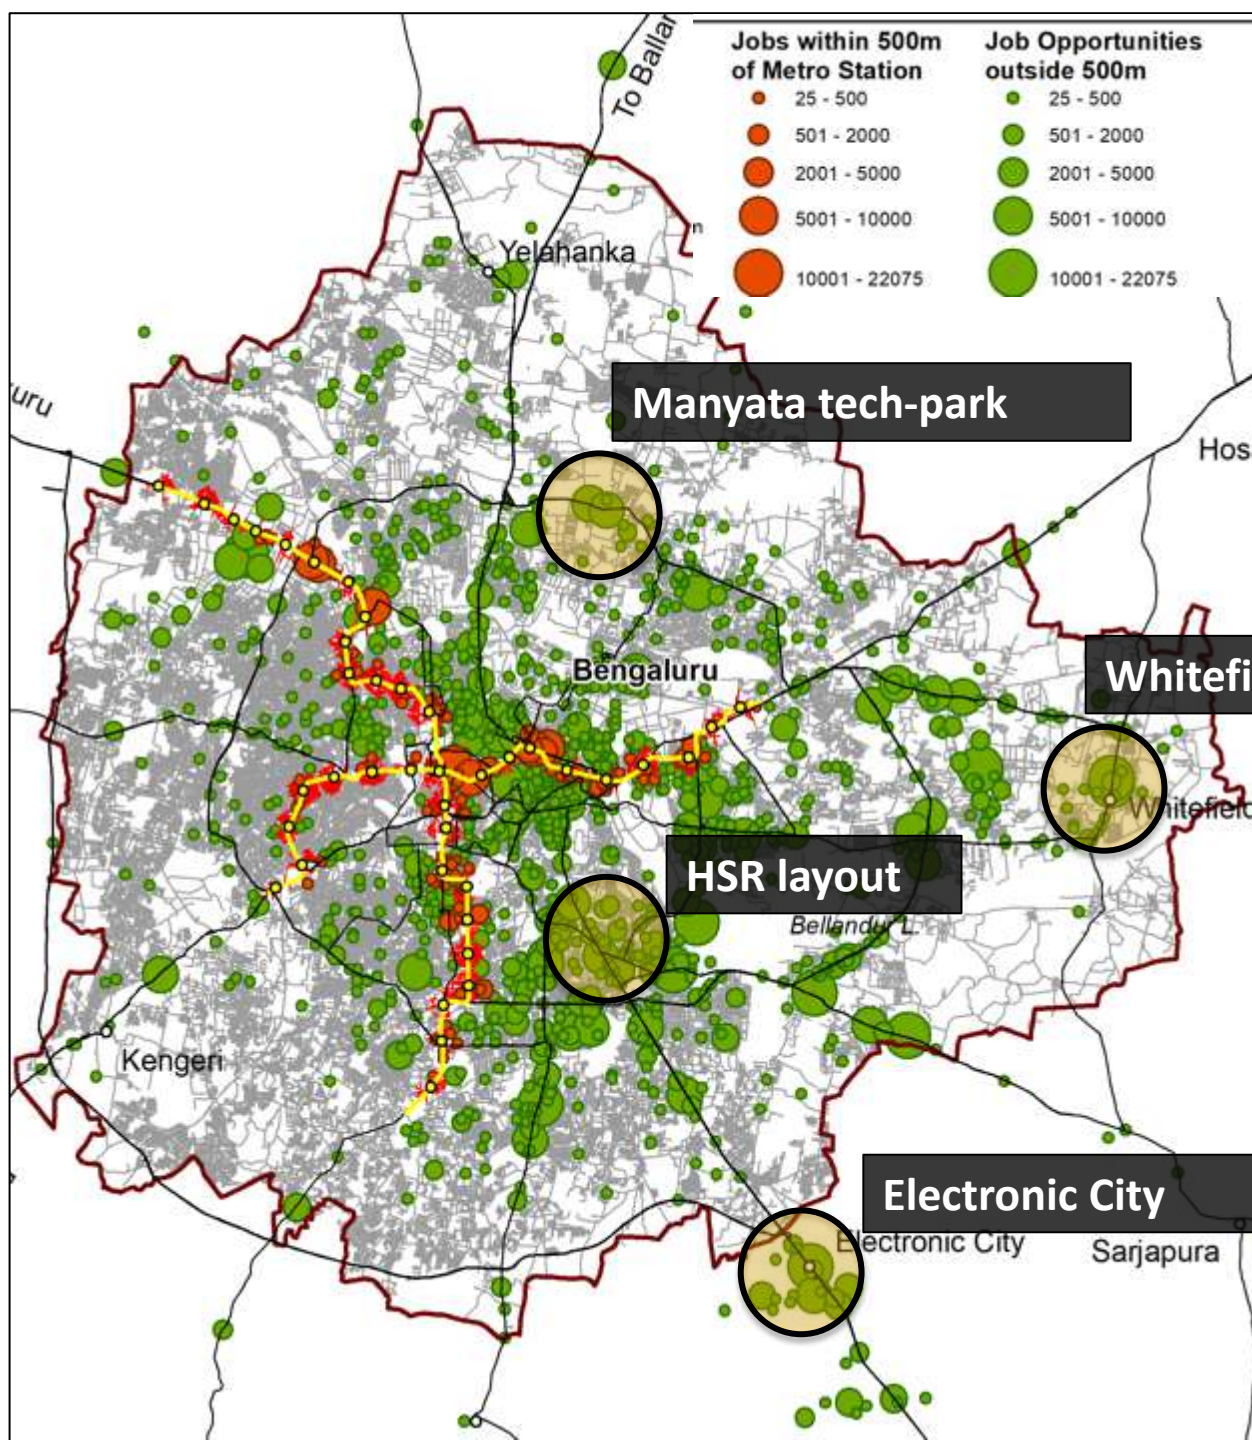 Jobs within 500m
of Metro Station
25 - 500
501 - 2000
2001 - 5000
5001 - 10000
10001 - 22075
Job Opportunities
outside 500m
25 - 500
501 - 2000
2001 - 5000
5001 - 10000
10001 - 22075
To Ballar
Yelahanka
n
Manyata tech-park
uru
Hos
Bengaluru
Whitefi
Whitefield
HSR layout
Bellandur L.
Kengeri
Electronic City
Electronic City
Sarjapura